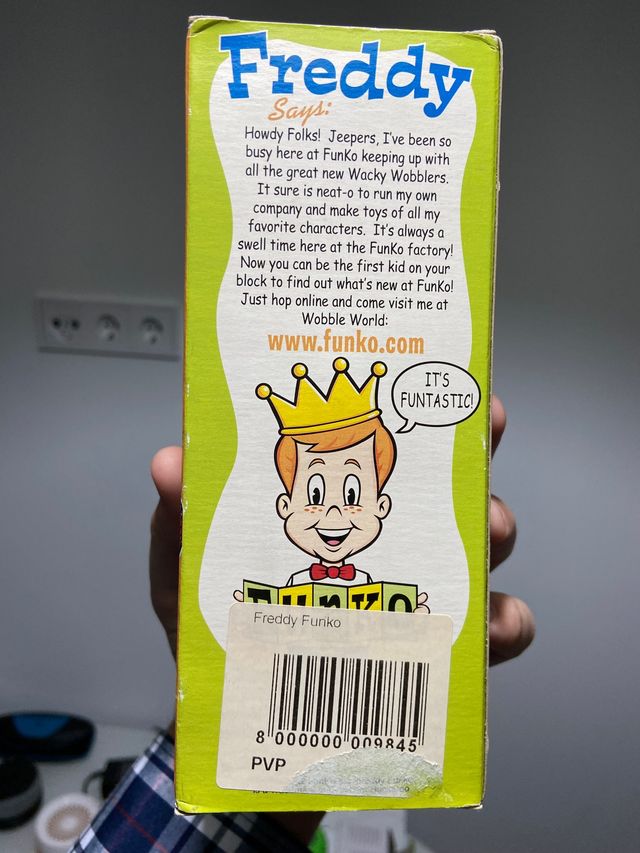 Freddy
Says:
Howdy Folks! Jeepers, I've been so
busy here at FunKo keeping up with
all the great new Wacky Wobblers.
It sure is neat-o to run my own
company and make toys of all my
favorite characters. It's always a
swell time here at the FunKo factory!
Now you can be the first kid on your
block to find out what's new at FunKo!
Just hop online and come visit me at
Wobble World:
www.funko.com
IT'S
FUNTASTIC!
FUNKO
Freddy Funko
8 000000 009845
PVP